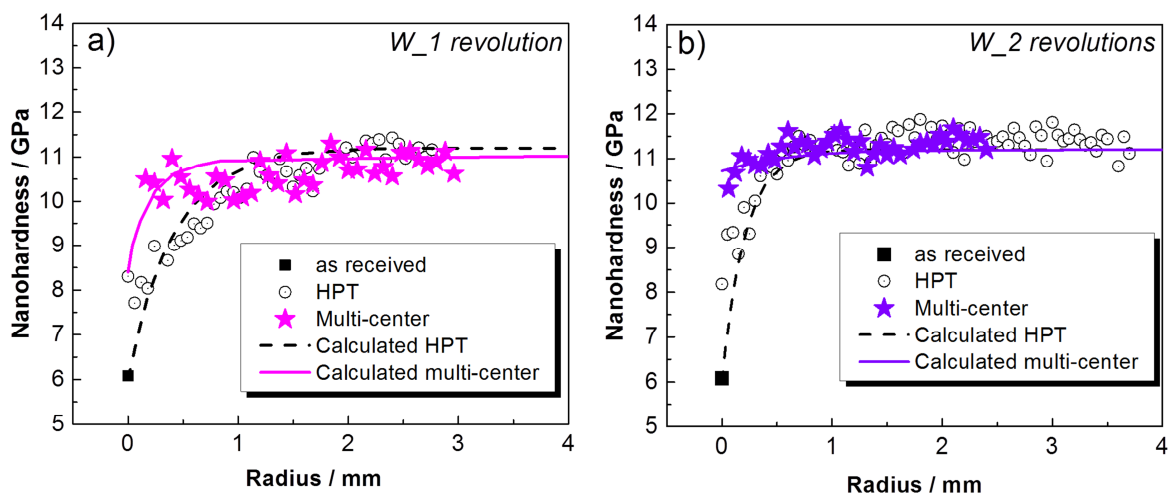 a)
W_1 revolution
14
13
12
11
10
9
8
7
6
5
Nanohardness / GPa
as received
HPT
Multi-center
Calculated HPT
Calculated multi-center
0 1 2 3 4
Radius / mm
b)
W_2 revolutions
14
13
12
11
10
9
8
7
6
5
Nanohardness / GPa
as received
HPT
Multi-center
Calculated HPT
Calculated multi-center
0 1 2 3 4
Radius / mm